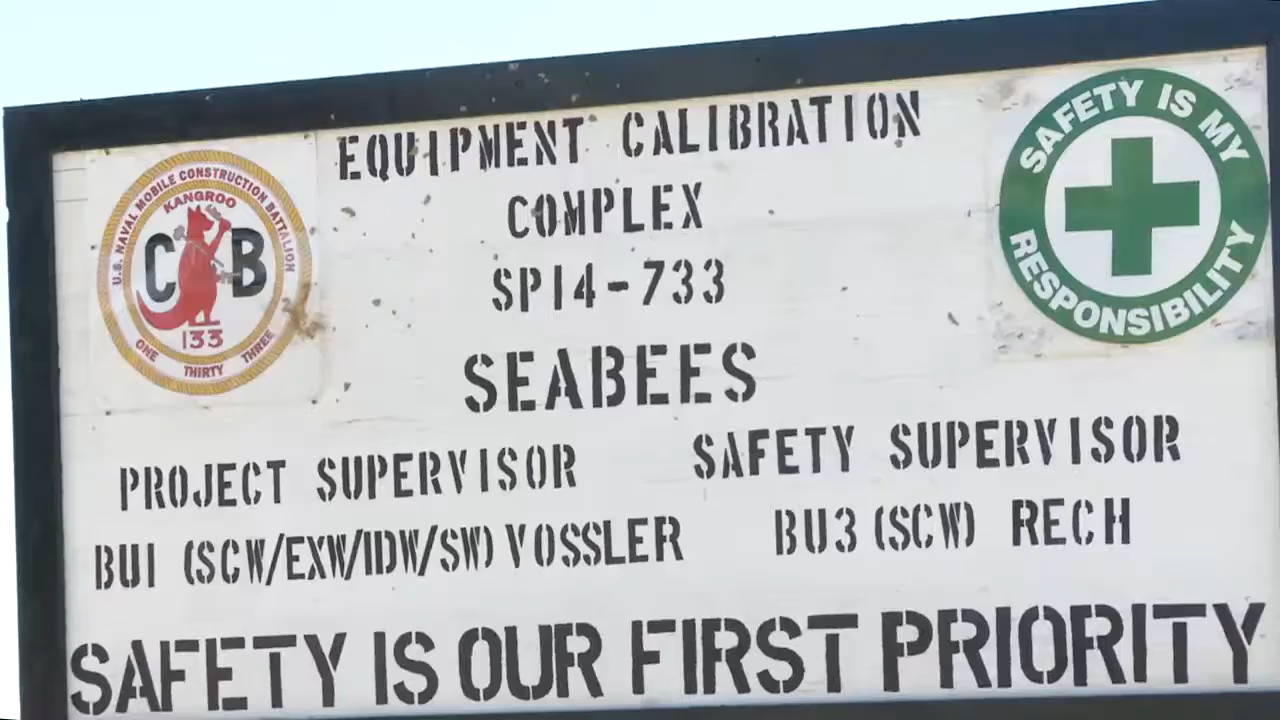 U.S. NAVAL MOBILE CONSTRUCTION BATTALION
KANGROO
C B
133
ONE THIRTY THREE
EQUIPMENT CALIBRATION
COMPLEX
SP14-733
SEABEES
SAFETY IS MY
RESPONSIBILITY
PROJECT SUPERVISOR
BU1 (SCW/EXW/IDW/SW) VOSSLER
SAFETY SUPERVISOR
BU3 (SCW) RECH
SAFETY IS OUR FIRST PRIORITY